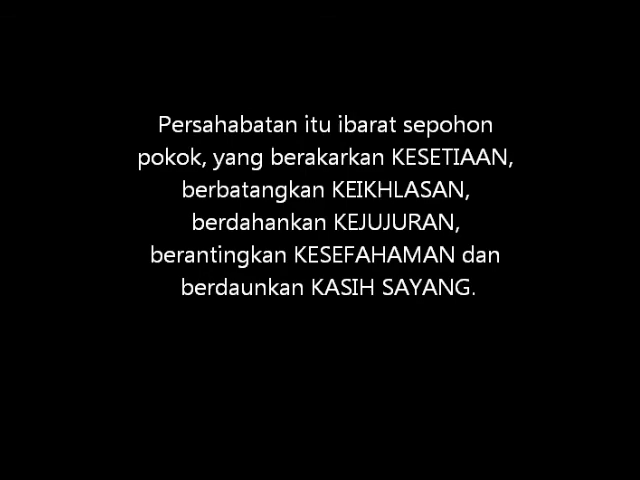 Persahabatan itu ibarat sepohon
pokok, yang berakarkan KESETIAAN,
berbatangkan KEIKHLASAN,
berdahankan KEJUJURAN,
berantingkan KESEFAHAMAN dan
berdaunkan KASIH SAYANG.